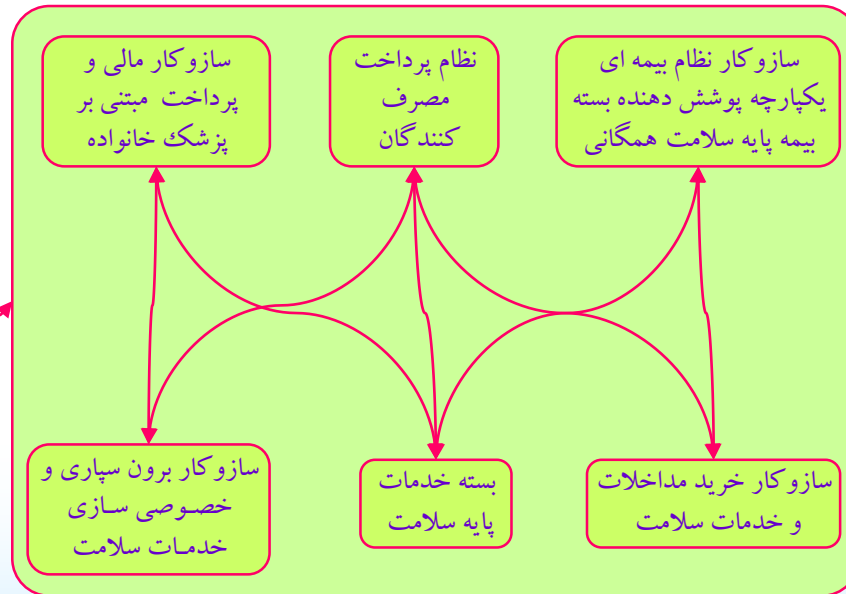 سازوکار نظام بیمه ای
یکپارچه پوشش دهنده بسته
بیمه پایه سلامت همگانی
نظام پرداخت
مصرف
کنندگان
سازوکار مالی و
پرداخت مبتنی بر
پزشک خانواده
سازوکار خرید مداخلات
و خدمات سلامت
بسته خدمات
پایه سلامت
سازوکار برون سپاری و
خصوصی سازی
خدمات سلامت